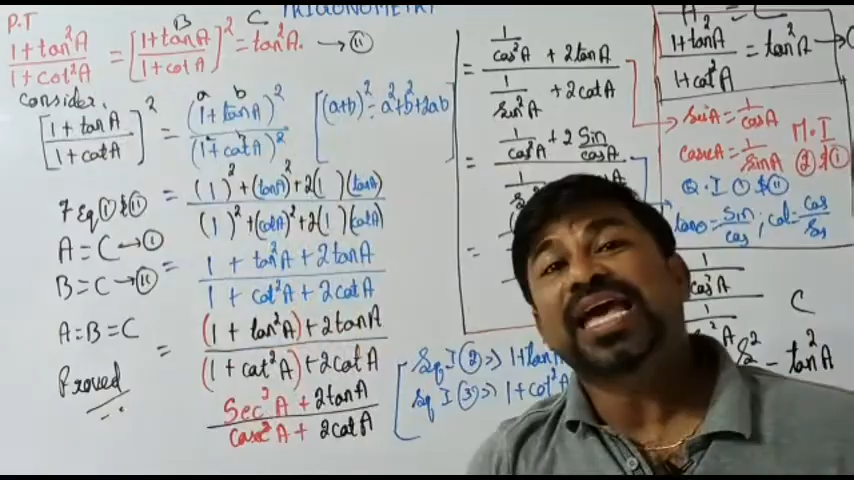 TRIGONOMETRY
P.T
B C
1+tan²A / 1+cot²A = [1+tanA / 1+cotA]² = tan²A. → (II)
Consider.
[1+tanA / 1+cotA]² = (1+tanA)² / (1+cotA)² [(a+b)² = a²+b²+2ab]
a b
= (1)²+(tanA)²+2(1)(tanA) / (1)²+(cotA)²+2(1)(cotA)
= 1+tan²A+2tanA / 1+cot²A+2cotA
= (1+tan²A)+2tanA / (1+cot²A)+2cotA
Sec²A+2tanA / cosec²A+2cotA
Eq (I) & (II)
A=C → (I)
B=C → (II)
A=B=C
Proved
Sq I (2) => 1+tan
Sq I (3) => 1+cot²
= 1/cos²A + 2tanA / 1/sin²A + 2cotA
= 1/cos²A + 2 Sin/cosA
A = C
1+tan²A / 1+cot²A = tan²A →
secA = 1/cosA
cosecA = 1/sinA
M.I
(2) & (1)
Q.I (I) & (II)
tanθ = Sin/cos ; cot = cos/sin
1/cos²A
C
tan²A